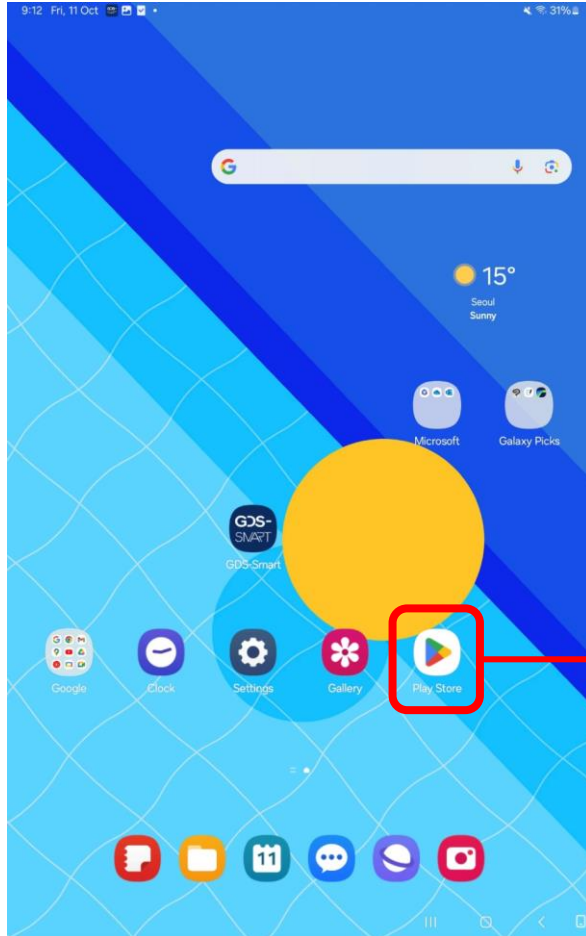 9:12 Fri, 11 Oct
31%
15°
Seoul
Sunny
Microsoft
Galaxy Picks
GDS-
SMART
GDS-Smart
Google
Clock
Settings
Gallery
Play Store
11